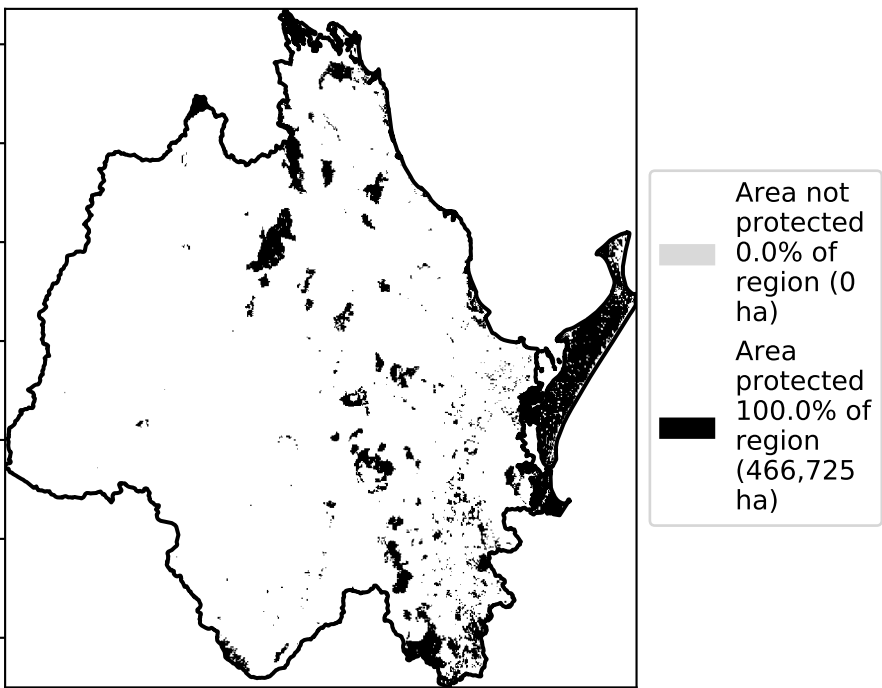 Area not
protected
0.0% of
region (0
ha)
Area
protected
100.0% of
region
(466,725
ha)